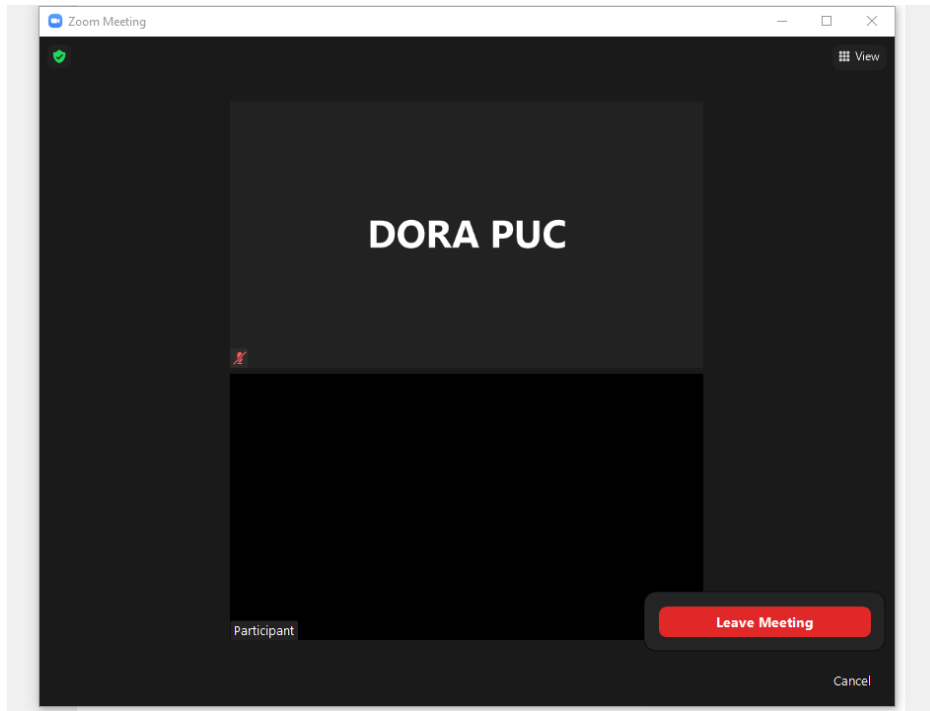 Zoom Meeting
View
DORA PUC
Participant
Leave Meeting
Cancel